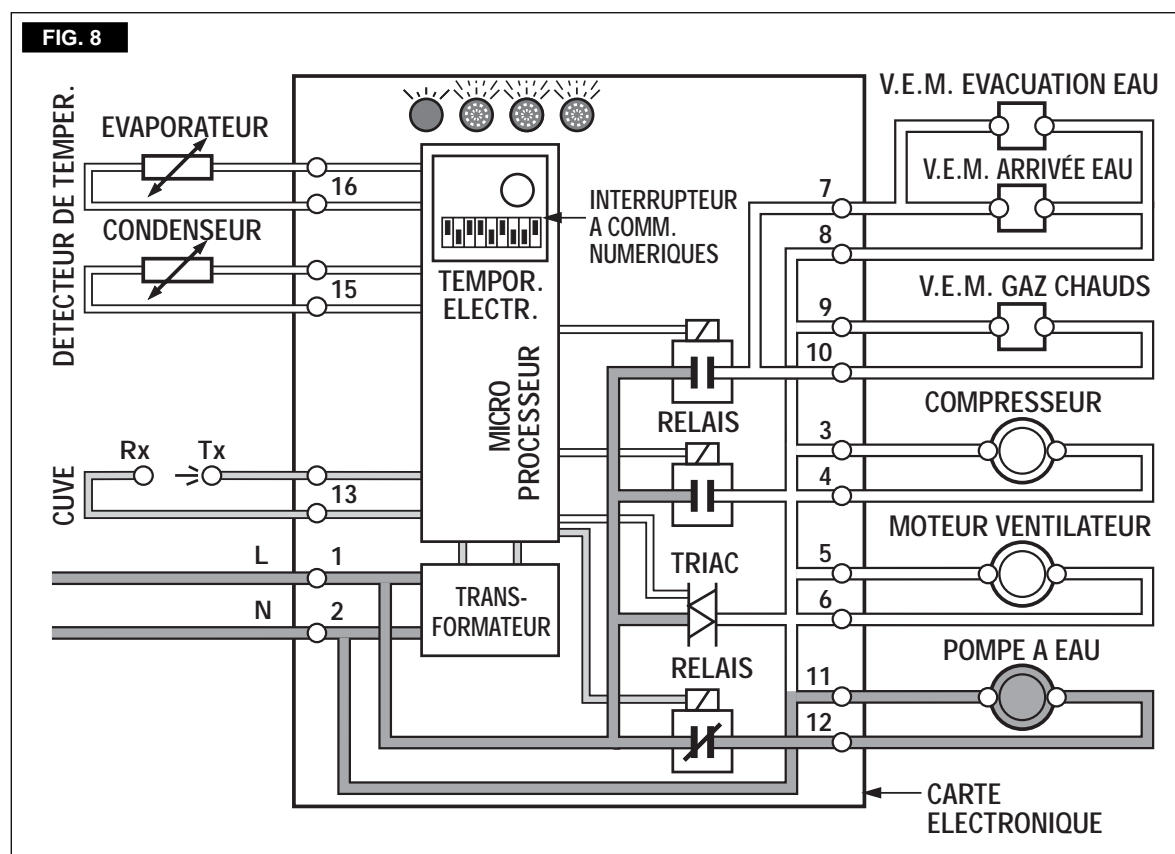 FIG. 8
DETECTEUR DE TEMPER.
EVAPORATEUR
16
CONDENSEUR
15
CUVE
Rx
Tx
13
L
1
N
2
INTERRUPTEUR
A COMM.
NUMERIQUES
TEMPOR.
ELECTR.
MICRO
PROCESSEUR
TRANS-
FORMATEUR
RELAIS
TRIAC
RELAIS
V.E.M. EVACUATION EAU
V.E.M. ARRIVÉE EAU
7
8
V.E.M. GAZ CHAUDS
9
10
COMPRESSEUR
3
4
MOTEUR VENTILATEUR
5
6
POMPE A EAU
11
12
CARTE
ELECTRONIQUE